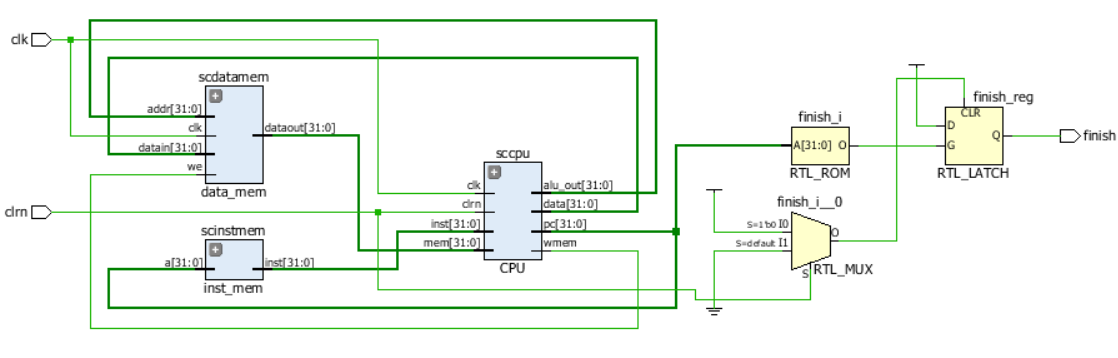 clk
scdatamem
addr[31:0]
clk
datain[31:0]
we
dataout[31:0]
data_mem
clrn
scinstmem
a[31:0]
inst[31:0]
inst_mem
sccpu
clk
clrn
inst[31:0]
mem[31:0]
alu_out[31:0]
data[31:0]
pc[31:0]
wmem
CPU
finish_i
A[31:0] O
RTL_ROM
finish_reg
CLR
D
G
Q
RTL_LATCH
finish
finish_i__0
S=1'b0 I0
S=default I1
O
S
RTL_MUX